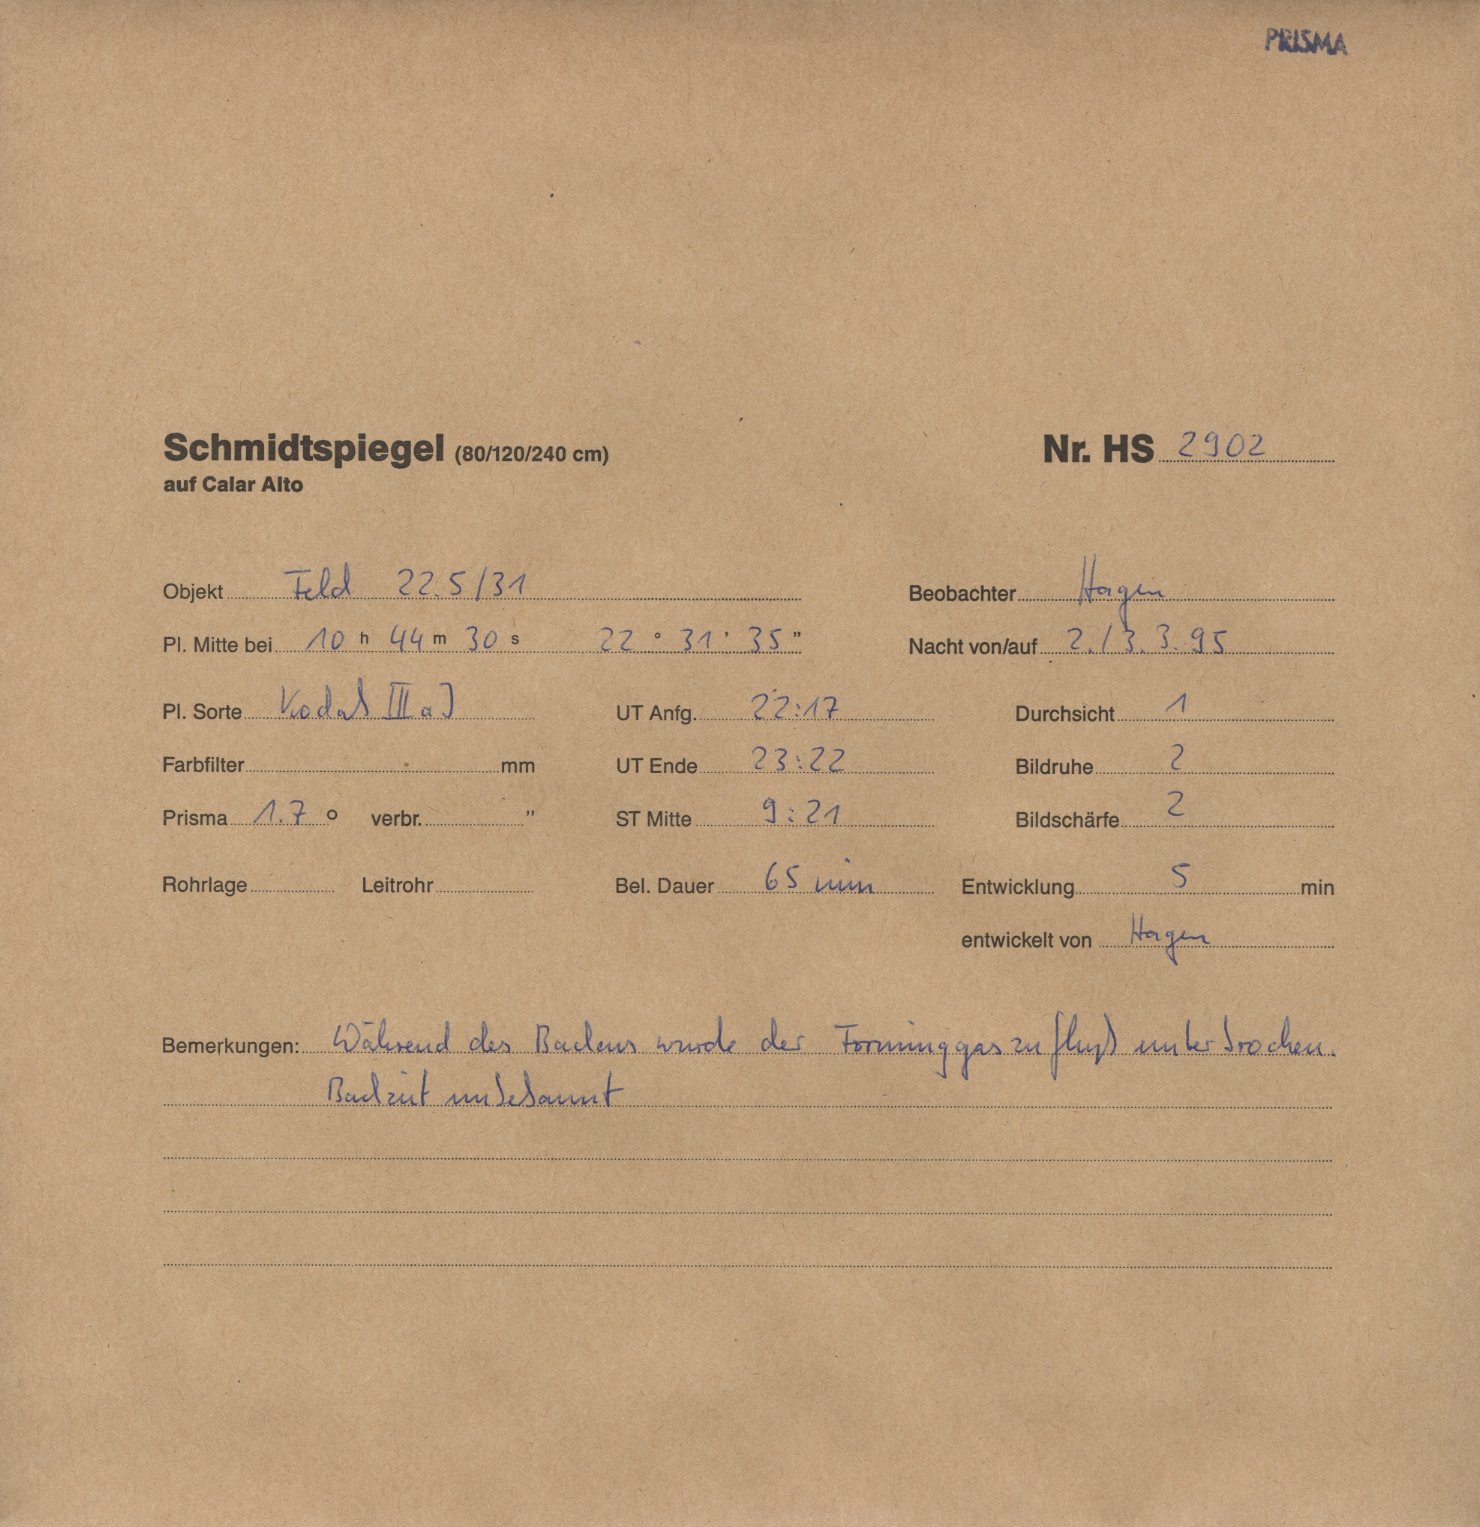 PRISMA
Schmidtspiegel (80/120/240 cm)
auf Calar Alto
Nr. HS 2902
Objekt Feld 22.5/31
Beobachter Hagen
Pl. Mitte bei 10 h 44 m 30 s 22 ° 31 ' 35 "
Nacht von/auf 2./3.3.95
Pl. Sorte Kodak IIIaJ UT Anfg. 22:17 Durchsicht 1
Farbfilter mm UT Ende 23:22 Bildruhe 2
Prisma 1.7 ° verbr. " ST Mitte 9:21 Bildschärfe 2
Rohrlage Leitrohr Bel. Dauer 65 min Entwicklung 5 min
entwickelt von Hagen
Bemerkungen: Während des Backens wurde der Forminggaszufluß unterbrochen.
Backzeit unbekannt